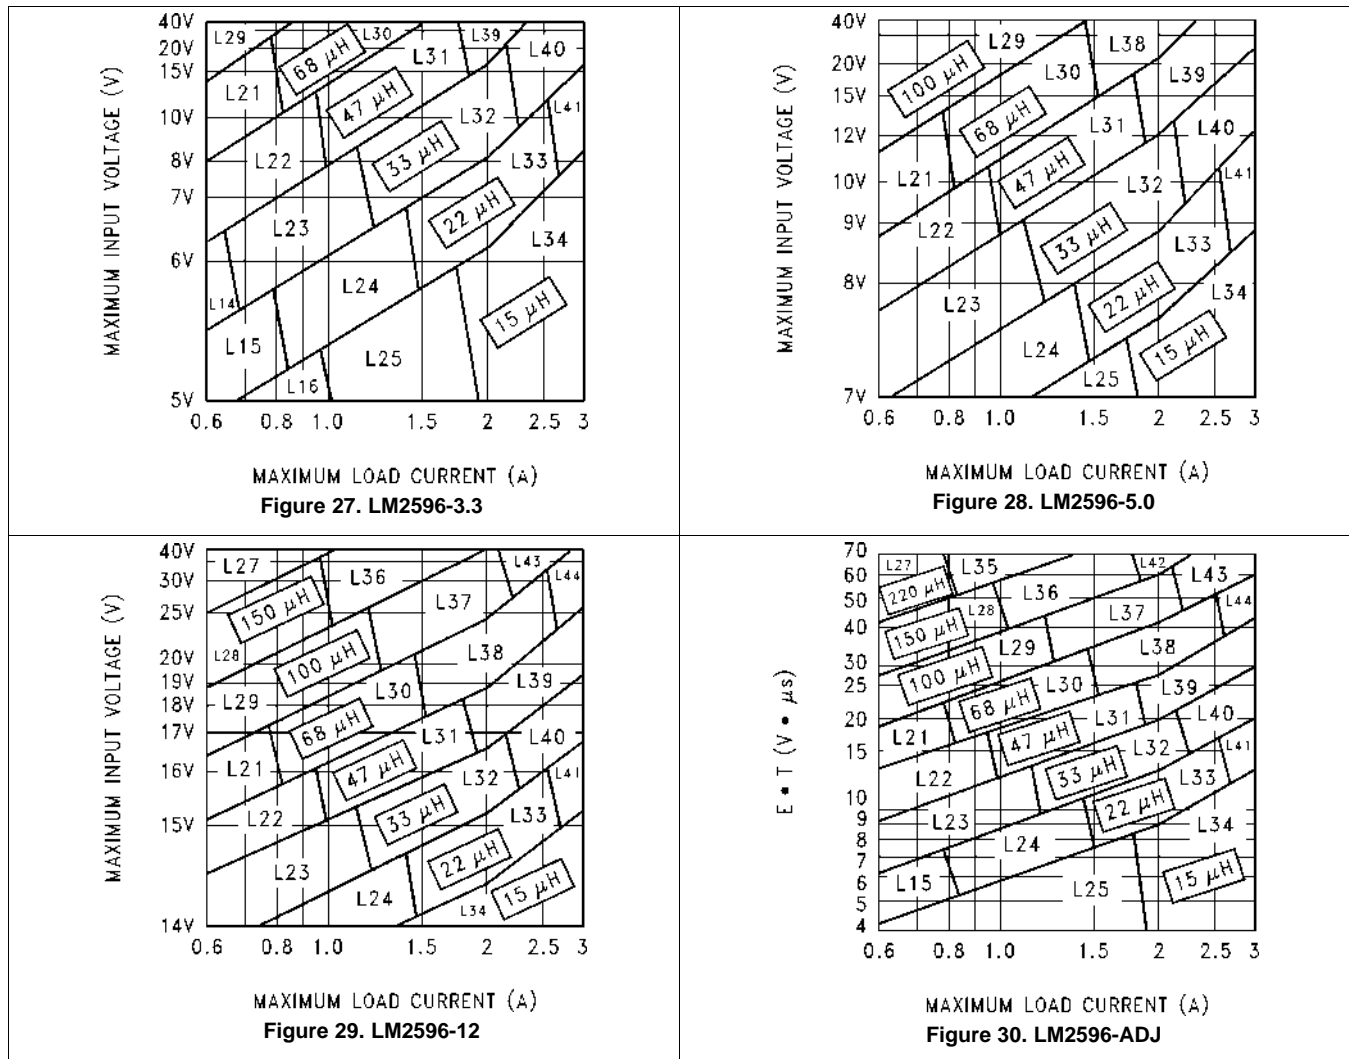 MAXIMUM INPUT VOLTAGE (V)
40V
20V
15V
10V
8V
7V
6V
5V
L29
L30
L39
L40
L31
68 μH
L21
47 μH
L32
L41
L22
33 μH
L33
L23
22 μH
L34
L14
L24
15 μH
L15
L25
L16
0.6 0.8 1.0 1.5 2 2.5 3
MAXIMUM LOAD CURRENT (A)
Figure 27. LM2596-3.3
MAXIMUM INPUT VOLTAGE (V)
40V
20V
15V
12V
10V
9V
8V
7V
L29
L38
100 μH
L30
L39
68 μH
L31
L40
L21
47 μH
L32
L41
L22
33 μH
L33
L23
22 μH
L34
L24
15 μH
L25
0.6 0.8 1.0 1.5 2 2.5 3
MAXIMUM LOAD CURRENT (A)
Figure 28. LM2596-5.0
MAXIMUM INPUT VOLTAGE (V)
40V
30V
25V
20V
19V
18V
17V
16V
15V
14V
L27
L36
L43
L44
150 μH
L37
L28
100 μH
L38
L29
L30
L39
68 μH
L31
L40
L21
47 μH
L32
L41
L22
33 μH
L33
L23
22 μH
L24
L34
15 μH
0.6 0.8 1.0 1.5 2 2.5 3
MAXIMUM LOAD CURRENT (A)
Figure 29. LM2596-12
E • T (V • μs)
70
60
50
40
30
25
20
15
10
9
8
7
6
5
4
L27
L35
L42
L43
220 μH
L36
L28
L37
L44
150 μH
L29
L38
100 μH
L30
L39
68 μH
L31
L40
L21
47 μH
L32
L41
L22
33 μH
L33
L23
22 μH
L34
L24
15 μH
L15
L25
0.6 0.8 1.0 1.5 2 2.5 3
MAXIMUM LOAD CURRENT (A)
Figure 30. LM2596-ADJ